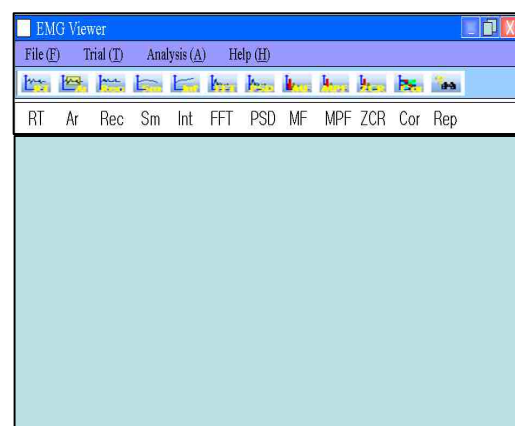 EMG Viewer
File (F) Trial (T) Analysis (A) Help (H)
RT Ar Rec Sm Int FFT PSD MF MPF ZCR Cor Rep